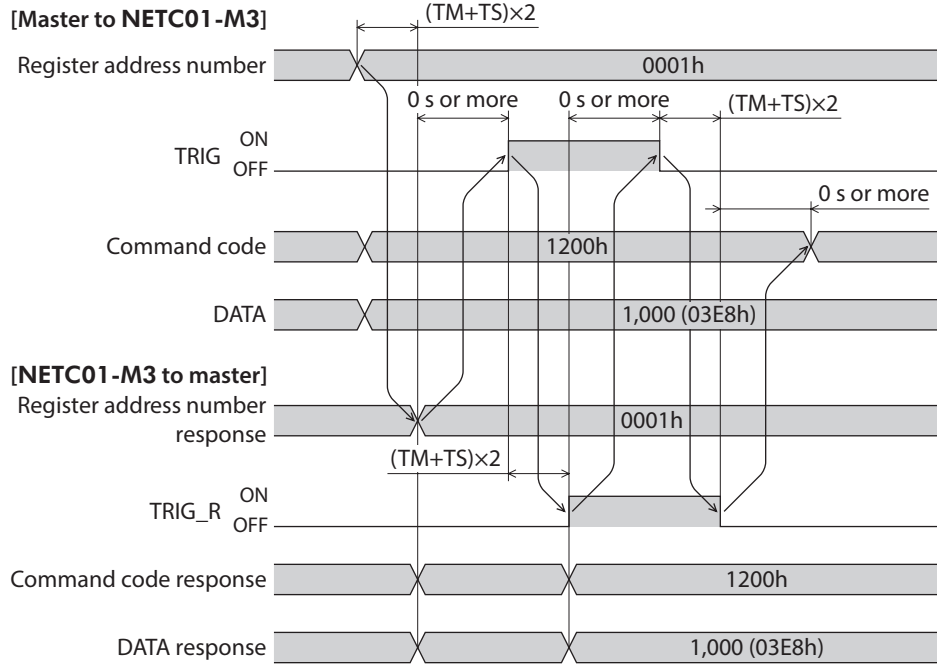 [Master to NETC01-M3]
(TM+TS)×2
Register address number
0001h
0 s or more
0 s or more
(TM+TS)×2
TRIG
ON
OFF
0 s or more
Command code
1200h
DATA
1,000 (03E8h)
[NETC01-M3 to master]
Register address number
response
0001h
(TM+TS)×2
TRIG_R
ON
OFF
Command code response
1200h
DATA response
1,000 (03E8h)